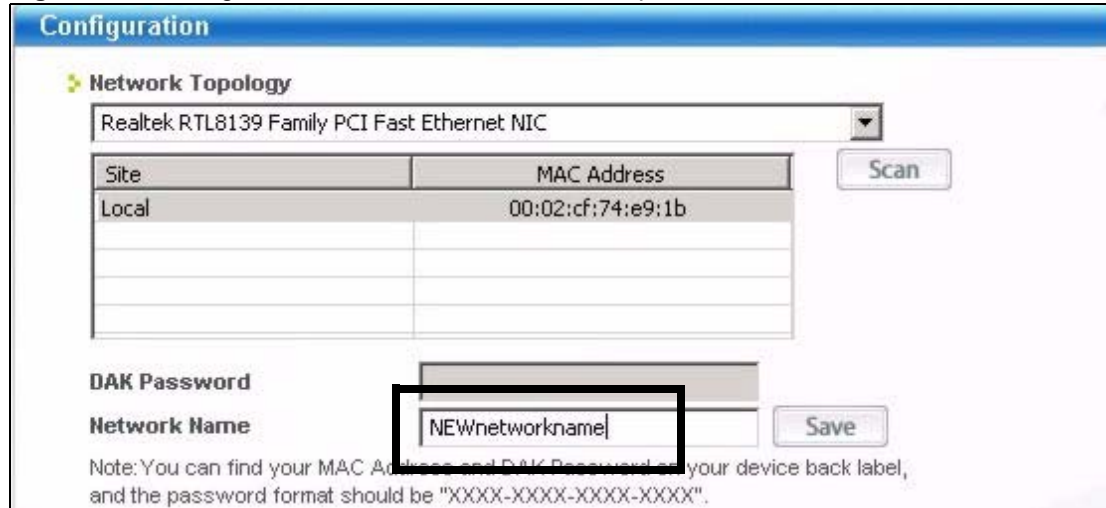 Configuration
Network Topology
Realtek RTL8139 Family PCI Fast Ethernet NIC
Site MAC Address Scan
Local 00:02:cf:74:e9:1b
DAK Password
Network Name NEWnetworkname Save
Note:You can find your MAC Address and DAK Password on your device back label,
and the password format should be "XXXX-XXXX-XXXX-XXXX".